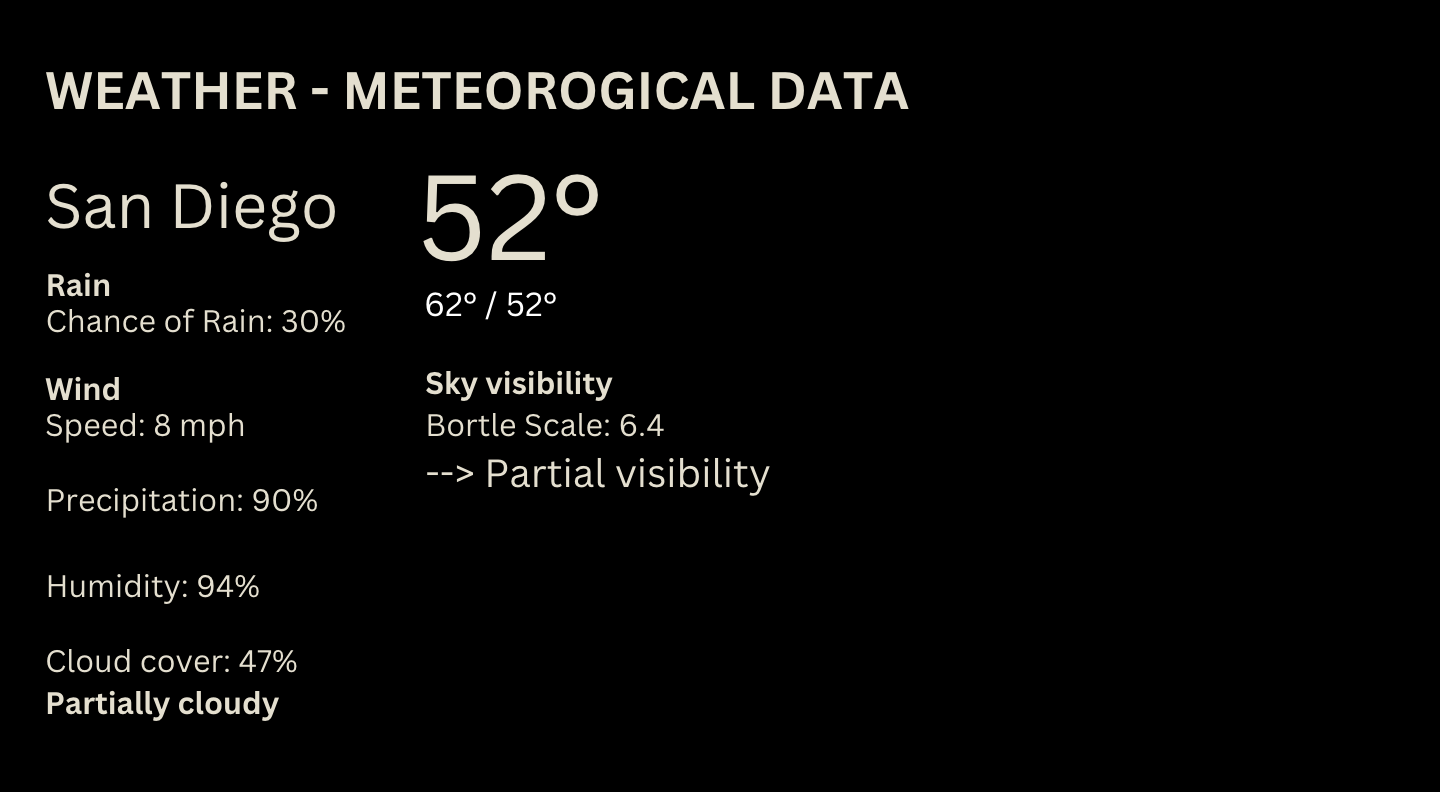 WEATHER - METEOROGICAL DATA
San Diego
52°
62° / 52°
Rain
Chance of Rain: 30%
Wind
Speed: 8 mph
Precipitation: 90%
Humidity: 94%
Cloud cover: 47%
Partially cloudy
Sky visibility
Bortle Scale: 6.4
--> Partial visibility